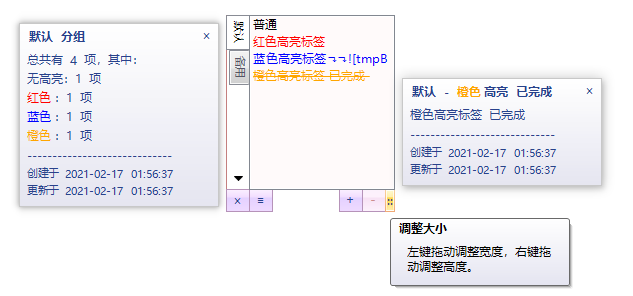 默认 分组 ×
总共有 4 项，其中：
无高亮：1 项
红色 ：1 项
蓝色 ：1 项
橙色 ：1 项
----------------------------
创建于 2021-02-17 01:56:37
更新于 2021-02-17 01:56:37
默认
备用
普通
红色高亮标签
蓝色高亮标签↴↴![tmpB
橙色高亮标签 已完成
× ≡ + -
默认 - 橙色 高亮 已完成 ×
橙色高亮标签 已完成
----------------------------
创建于 2021-02-17 01:56:37
更新于 2021-02-17 01:56:37
调整大小
左键拖动调整宽度，右键拖
动调整高度。